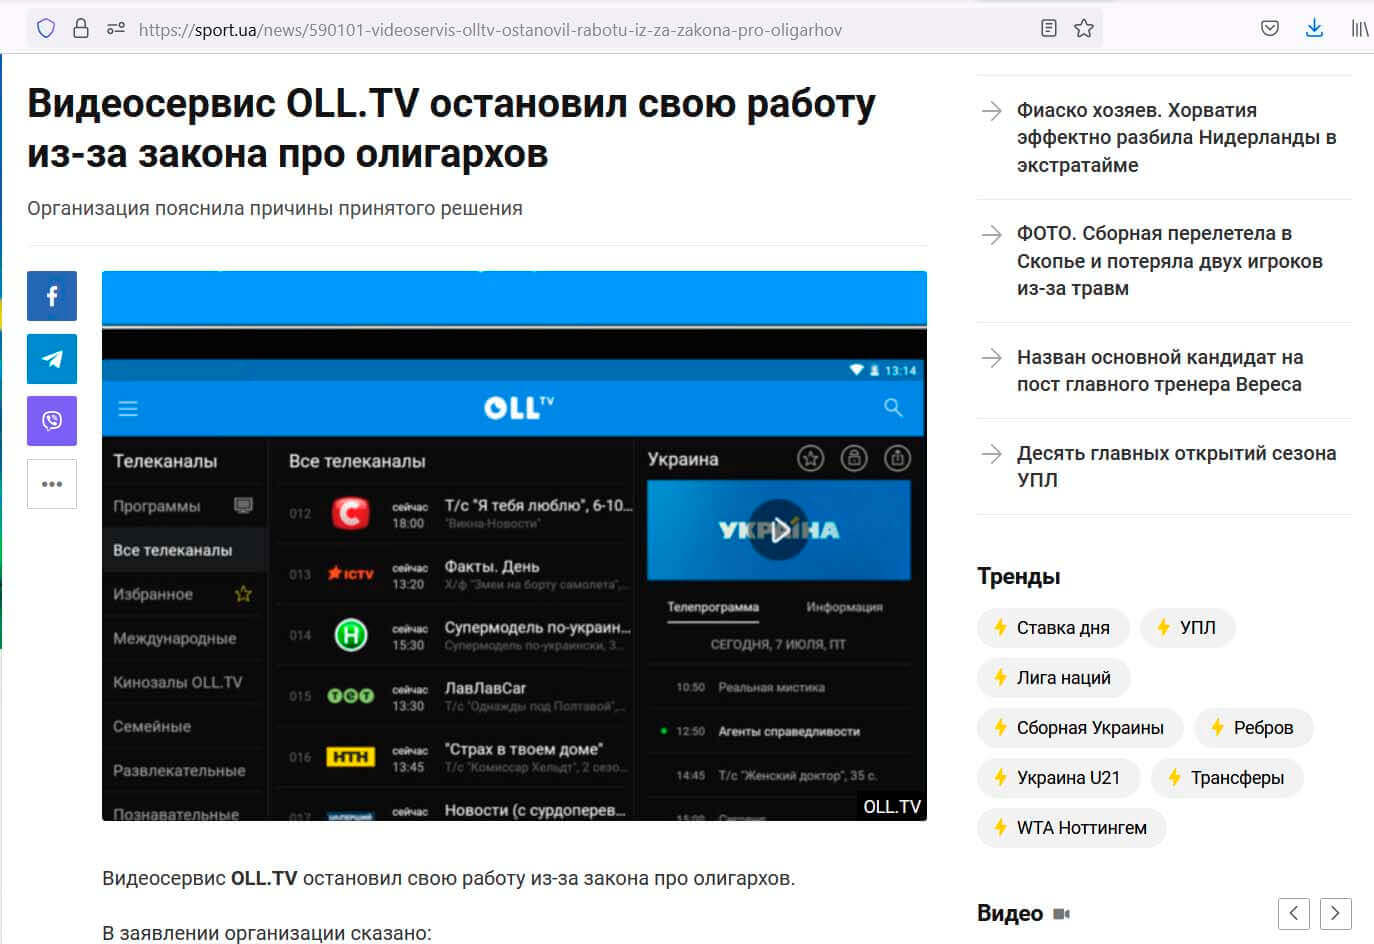 https://sport.ua/news/590101-videoservis-olltv-ostanovil-rabotu-iz-za-zakona-pro-oligarhov
Видеосервис OLL.TV остановил свою работу
из-за закона про олигархов
Организация пояснила причины принятого решения
13:14
OLL TV
Телеканалы
Программы
Все телеканалы
Избранное
Международные
Кинозалы OLL.TV
Семейные
Развлекательные
Познавательные
Все телеканалы
012 сейчас Т/с "Я тебя люблю", 6-10...
18:00 "Викна-Новости"
013 ICTV сейчас Факты. День
13:20 Х/ф "Змеи на борту самолета",...
014 Н сейчас Супермодель по-украин...
15:30 Супермодель по-украински, 3...
015 ТЕТ сейчас ЛавЛавCar
13:30 Т/с "Однажды под Полтавой",...
016 НТН сейчас "Страх в твоем доме"
13:45 Т/с "Комиссар Хельдт", 2 сезо...
017 сейчас Новости (с сурдоперев...
Украина
УКРАЇНА
Телепрограмма Информация
СЕГОДНЯ, 7 ИЮЛЯ, ПТ
10:50 Реальная мистика
12:50 Агенты справедливости
14:45 Т/с "Женский доктор", 35 с.
OLL.TV
Видеосервис OLL.TV остановил свою работу из-за закона про олигархов.
В заявлении организации сказано:
Фиаско хозяев. Хорватия
эффектно разбила Нидерланды в
экстратайме
ФОТО. Сборная перелетела в
Скопье и потеряла двух игроков
из-за травм
Назван основной кандидат на
пост главного тренера Вереса
Десять главных открытий сезона
УПЛ
Тренды
Ставка дня УПЛ
Лига наций
Сборная Украины Ребров
Украина U21 Трансферы
WTA Ноттингем
Видео